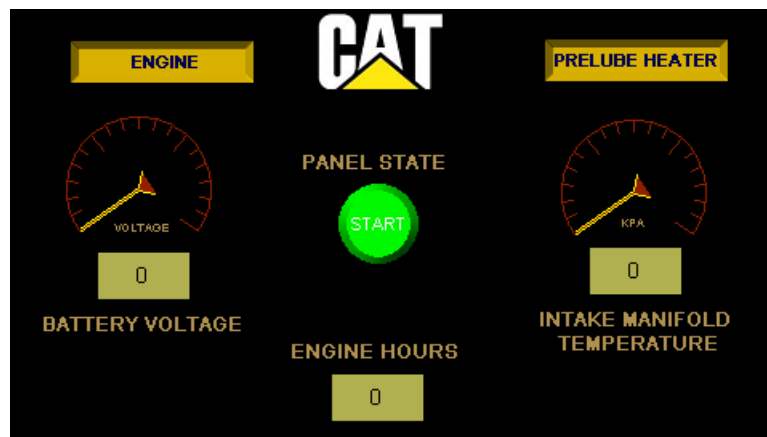 ENGINE
CAT
PRELUBE HEATER
PANEL STATE
START
VOLTAGE
KPA
0
0
BATTERY VOLTAGE
INTAKE MANIFOLD
TEMPERATURE
ENGINE HOURS
0